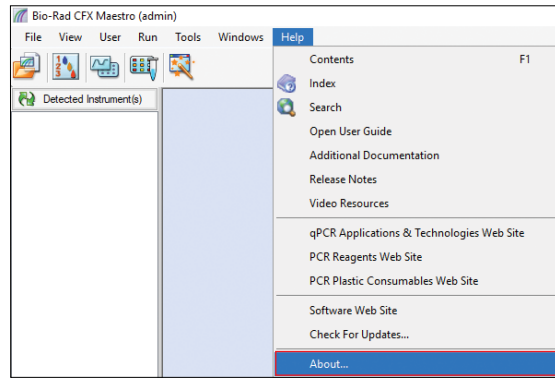 Bio-Rad CFX Maestro (admin)
File View User Run Tools Windows Help
Detected Instrument(s)
Contents F1
Index
Search
Open User Guide
Additional Documentation
Release Notes
Video Resources
qPCR Applications & Technologies Web Site
PCR Reagents Web Site
PCR Plastic Consumables Web Site
Software Web Site
Check For Updates...
About...